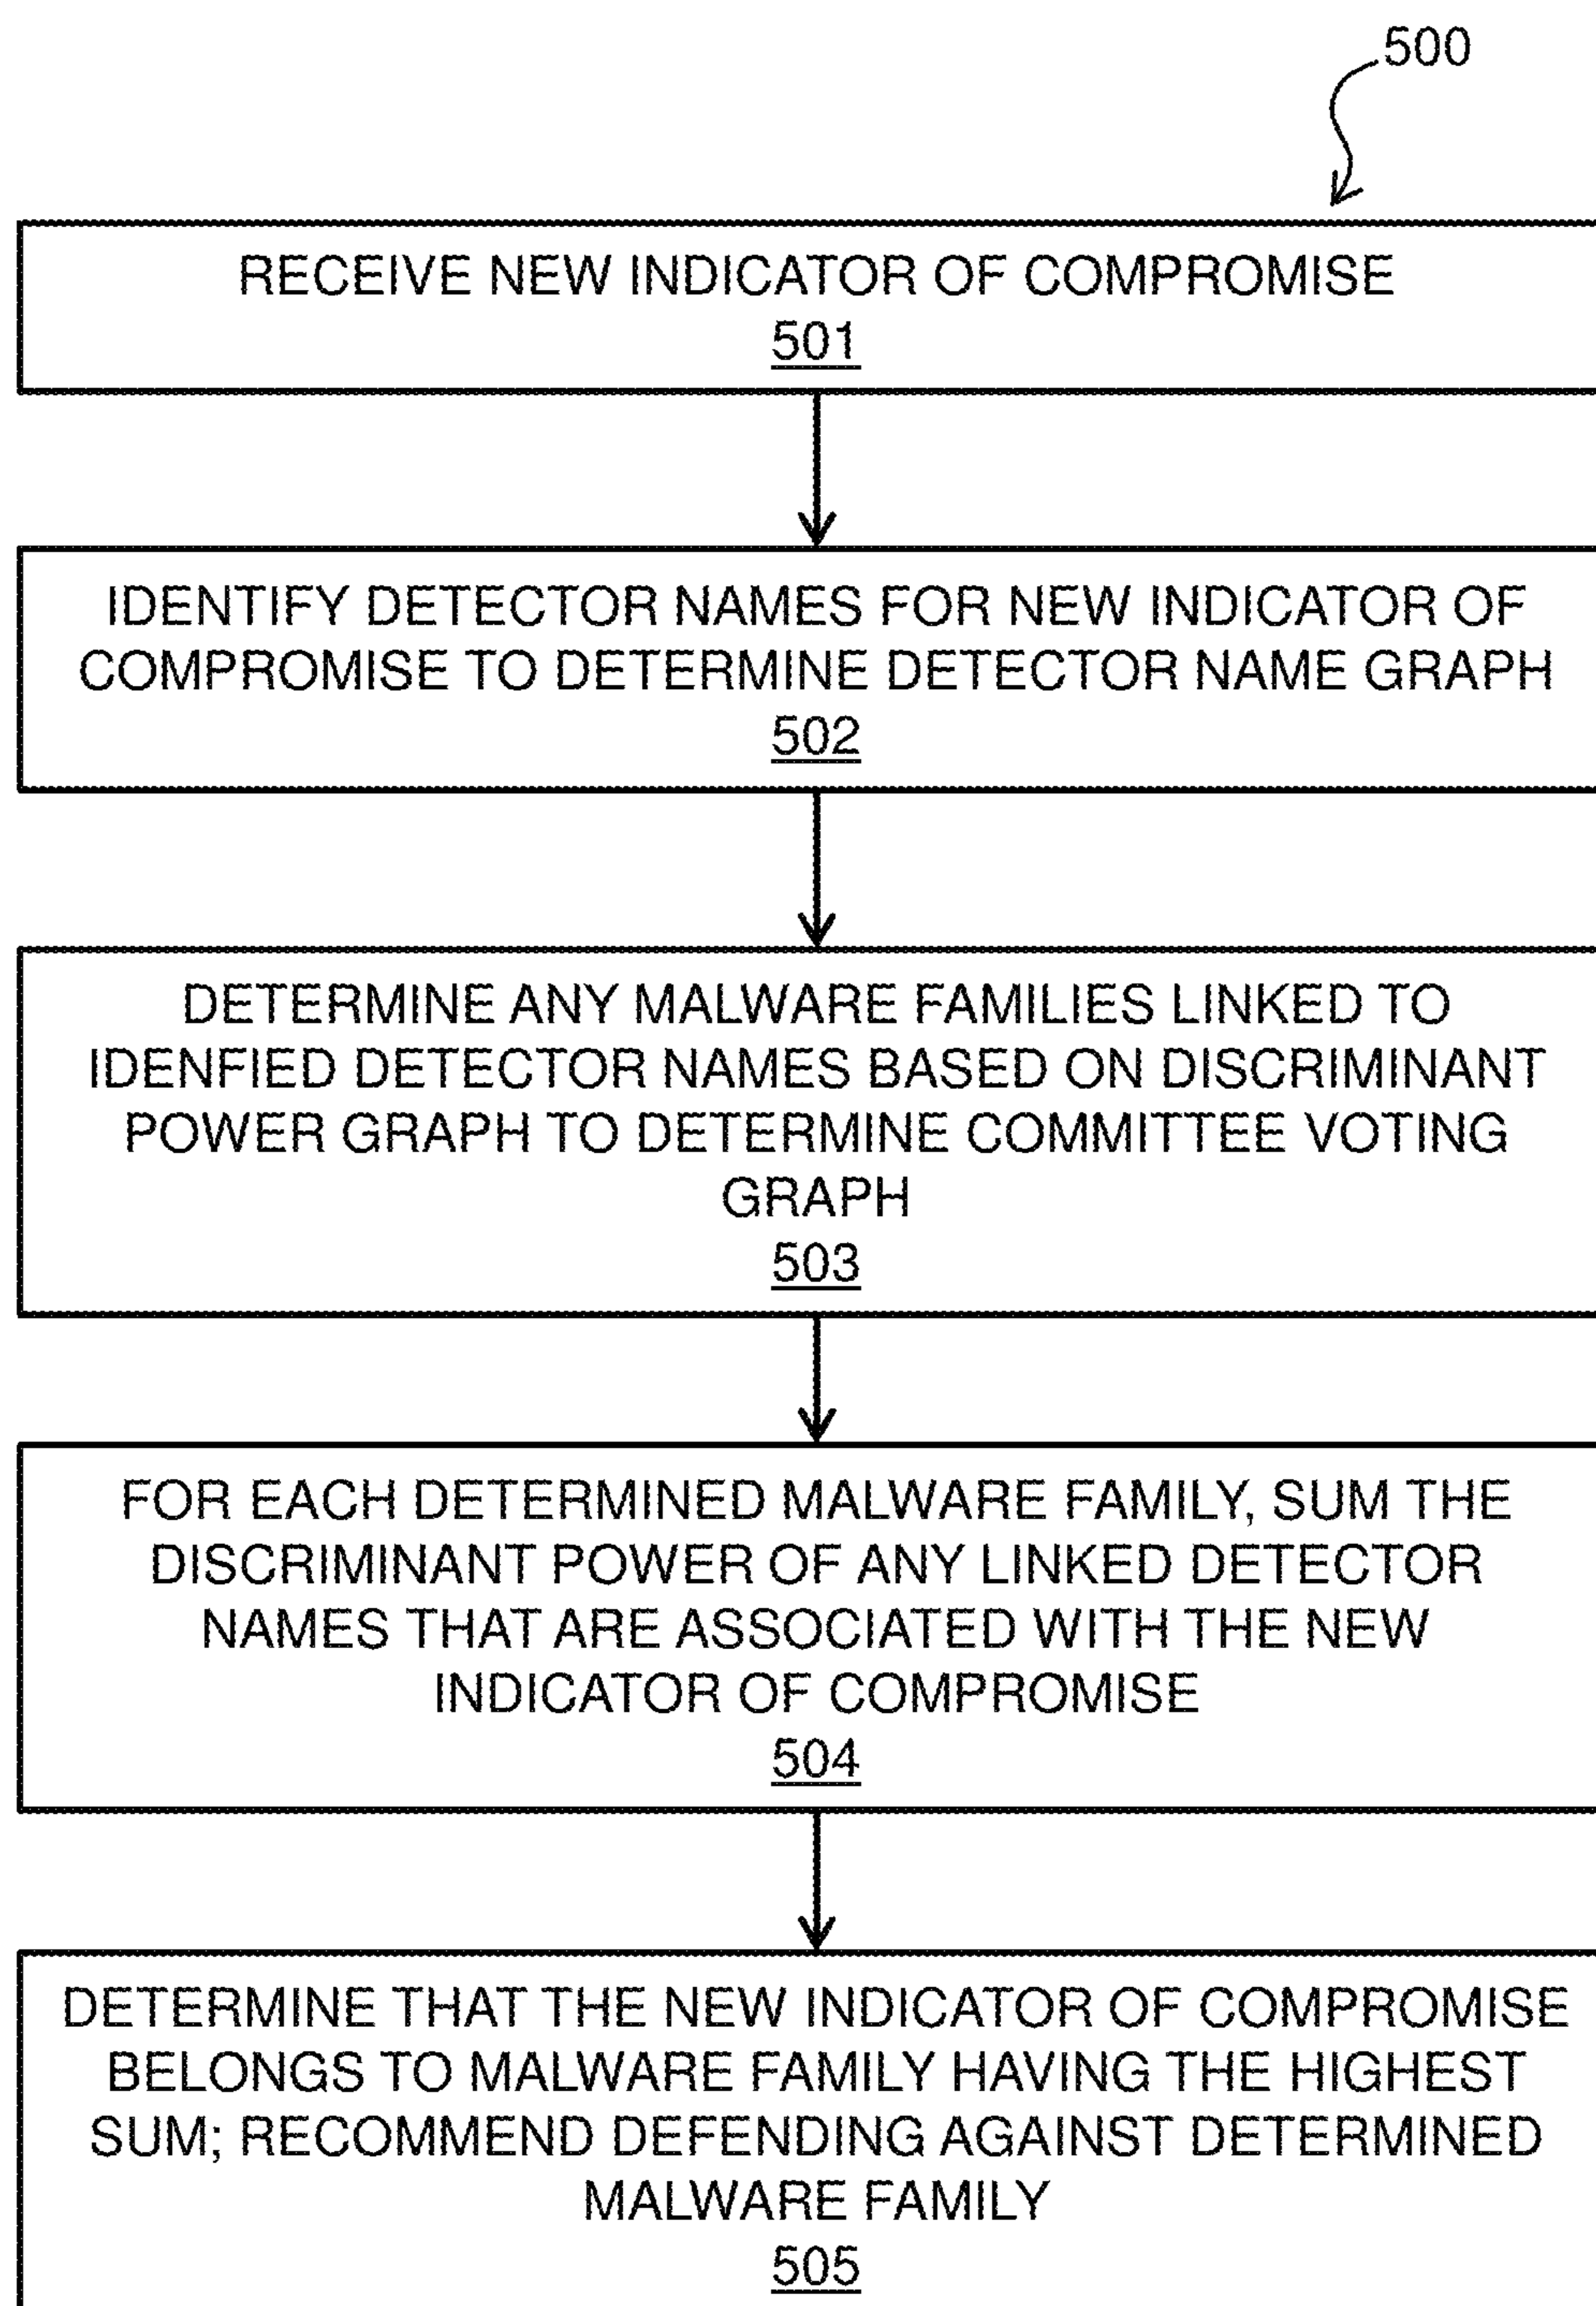 500
RECEIVE NEW INDICATOR OF COMPROMISE
501
IDENTIFY DETECTOR NAMES FOR NEW INDICATOR OF
COMPROMISE TO DETERMINE DETECTOR NAME GRAPH
502
DETERMINE ANY MALWARE FAMILIES LINKED TO
IDENFIED DETECTOR NAMES BASED ON DISCRIMINANT
POWER GRAPH TO DETERMINE COMMITTEE VOTING
GRAPH
503
FOR EACH DETERMINED MALWARE FAMILY, SUM THE
DISCRIMINANT POWER OF ANY LINKED DETECTOR
NAMES THAT ARE ASSOCIATED WITH THE NEW
INDICATOR OF COMPROMISE
504
DETERMINE THAT THE NEW INDICATOR OF COMPROMISE
BELONGS TO MALWARE FAMILY HAVING THE HIGHEST
SUM; RECOMMEND DEFENDING AGAINST DETERMINED
MALWARE FAMILY
505